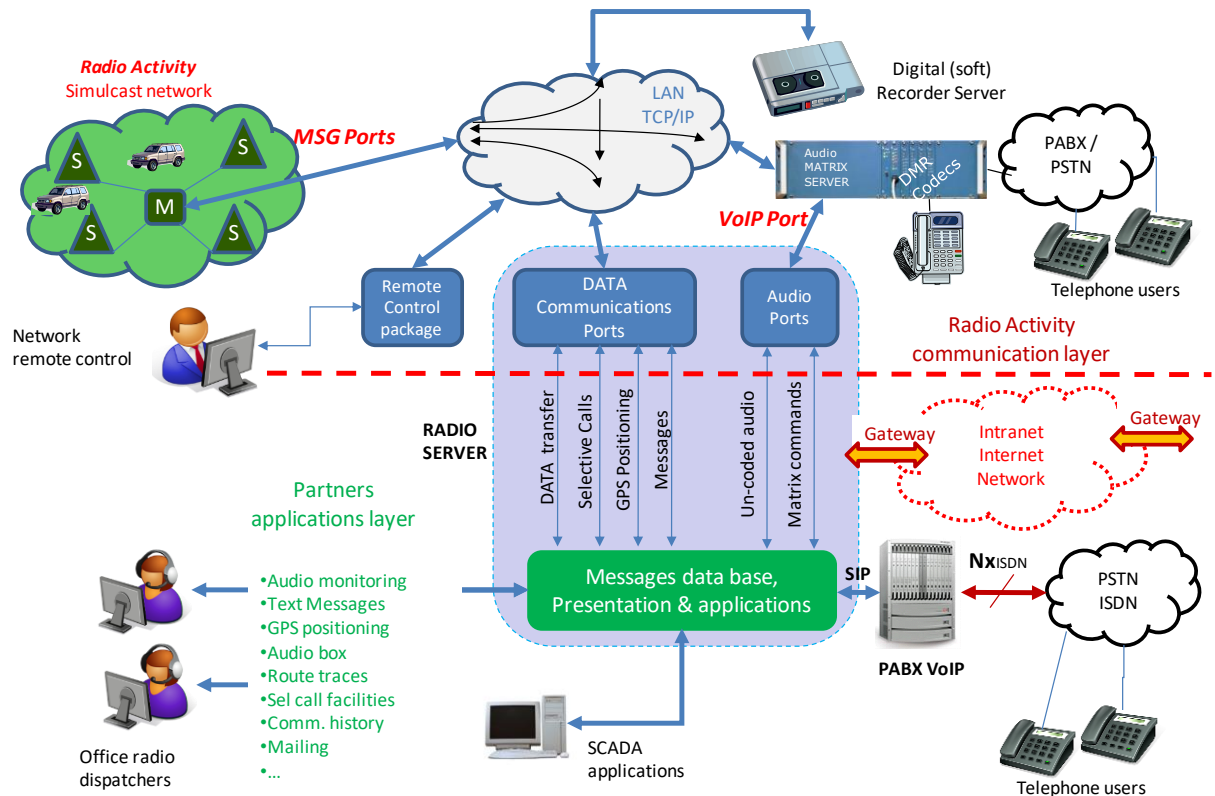 Radio Activity
Simulcast network
MSG Ports
LAN
TCP/IP
Digital (soft)
Recorder Server
S
S
S
S
M
Audio
MATRIX
SERVER
DMR
Codecs
PABX /
PSTN
VoIP Port
Telephone users
Remote
Control
package
DATA
Communications
Ports
Audio
Ports
Network
remote control
Radio Activity
communication layer
RADIO
SERVER
DATA transfer
Selective Calls
GPS Positioning
Messages
Un-coded audio
Matrix commands
Gateway
Intranet
Internet
Network
Gateway
Partners
applications layer
•Audio monitoring
•Text Messages
•GPS positioning
•Audio box
•Route traces
•Sel call facilities
•Comm. history
•Mailing
•...
Messages data base,
Presentation & applications
SIP
NxISDN
PSTN
ISDN
PABX VoIP
SCADA
applications
Office radio
dispatchers
Telephone users